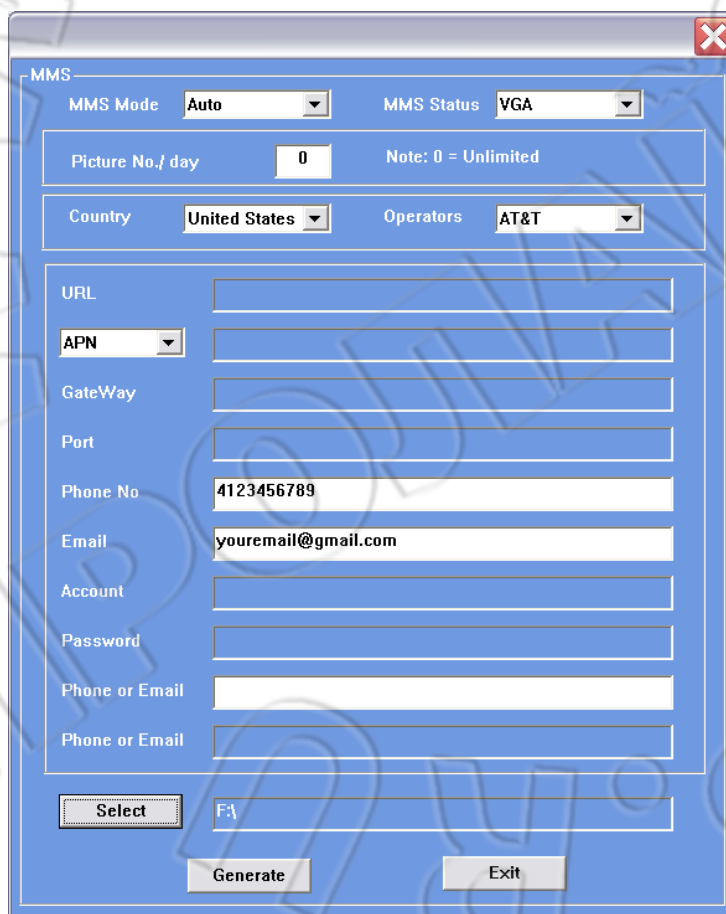 MMS
MMS Mode Auto MMS Status VGA
Picture No./ day 0 Note: 0 = Unlimited
Country United States Operators AT&T
URL
APN
GateWay
Port
Phone No 4123456789
Email youremail@gmail.com
Account
Password
Phone or Email
Phone or Email
Select F:\
Generate Exit